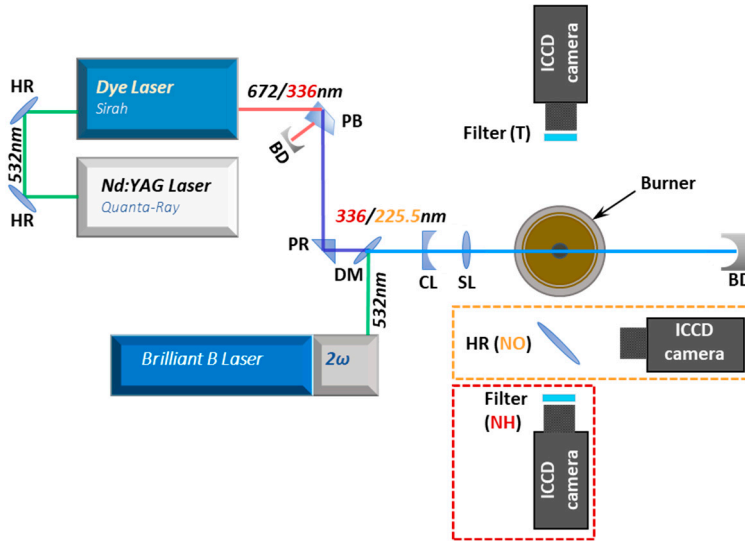 ICCD
camera
Filter (T)
HR
Dye Laser
Sirah
672/336nm
PB
BD
532nm
Nd:YAG Laser
Quanta-Ray
HR
Burner
336/225.5nm
PR
DM
CL
SL
BD
532nm
Brilliant B Laser
2ω
HR (NO)
ICCD
camera
Filter
(NH)
ICCD
camera